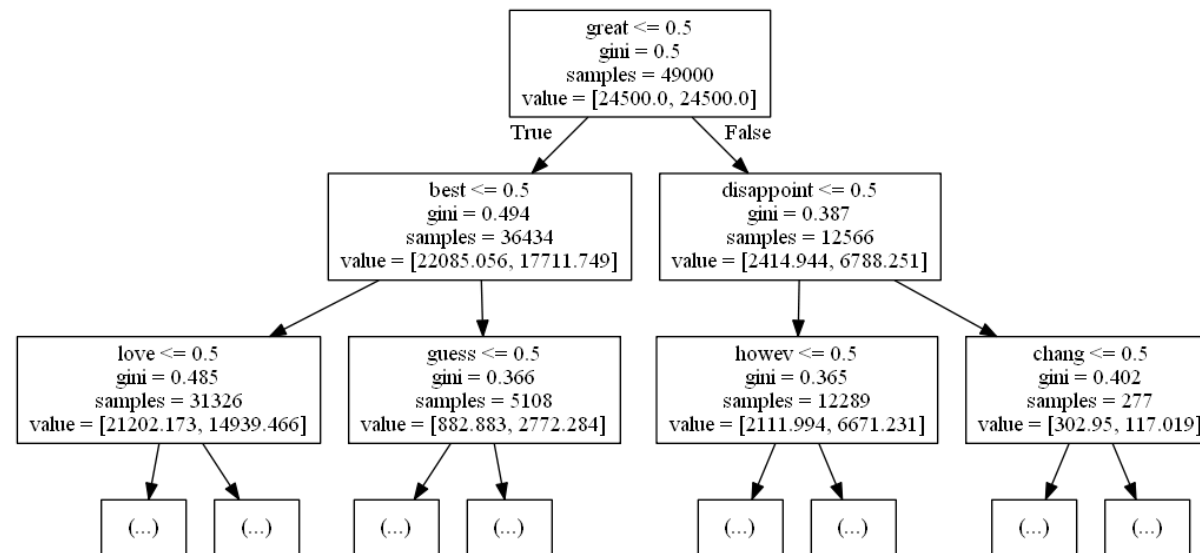 great <= 0.5
gini = 0.5
samples = 49000
value = [24500.0, 24500.0]
True
False
best <= 0.5
gini = 0.494
samples = 36434
value = [22085.056, 17711.749]
disappoint <= 0.5
gini = 0.387
samples = 12566
value = [2414.944, 6788.251]
love <= 0.5
gini = 0.485
samples = 31326
value = [21202.173, 14939.466]
guess <= 0.5
gini = 0.366
samples = 5108
value = [882.883, 2772.284]
howev <= 0.5
gini = 0.365
samples = 12289
value = [2111.994, 6671.231]
chang <= 0.5
gini = 0.402
samples = 277
value = [302.95, 117.019]
(...)
(...)
(...)
(...)
(...)
(...)
(...)
(...)